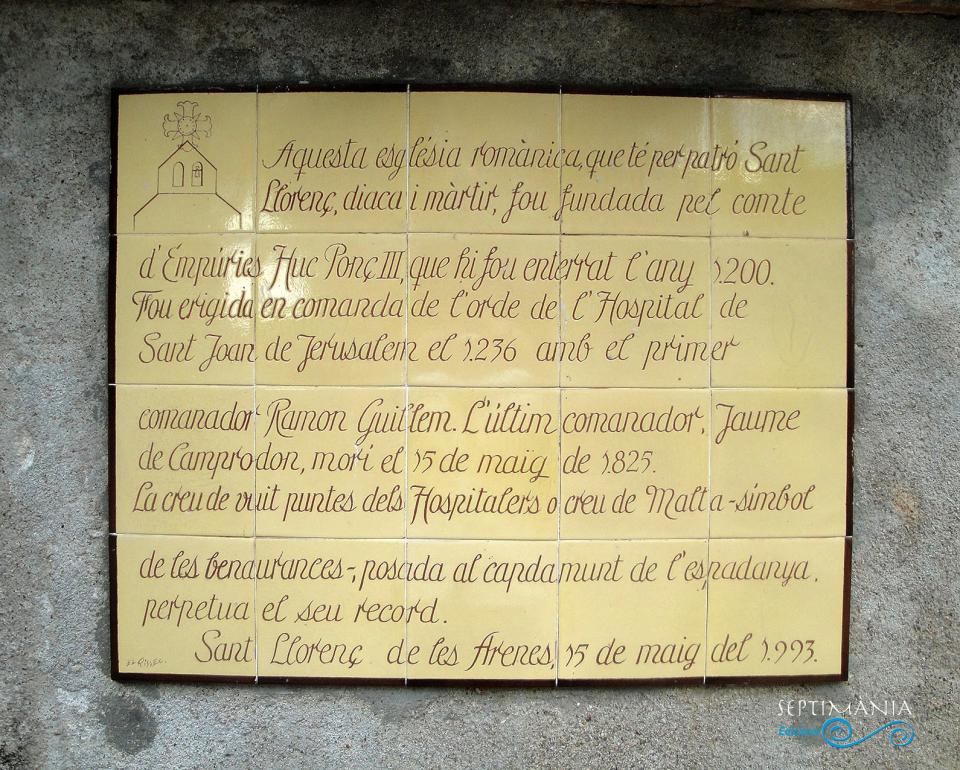 Aquesta església romànica, que té per patró Sant
Llorenç, diaca i màrtir, fou fundada pel comte
d'Empúries Huc Ponç III, que hi fou enterrat l'any 1.200.
Fou erigida en comanda de l'orde de l'Hospital de
Sant Joan de Jerusalem el 1.236 amb el primer
comanador Ramon Guillem. L'últim comanador, Jaume
de Camprodon, morí el 15 de maig de 1.825.
La creu de vuit puntes dels Hospitalers o creu de Malta -símbol
de les benaurances-, posada al capdamunt de l'espadanya,
perpetua el seu record.
Sant Llorenç de les Arenes, 15 de maig del 1.993.
SEPTIMÀNIA
Edicions